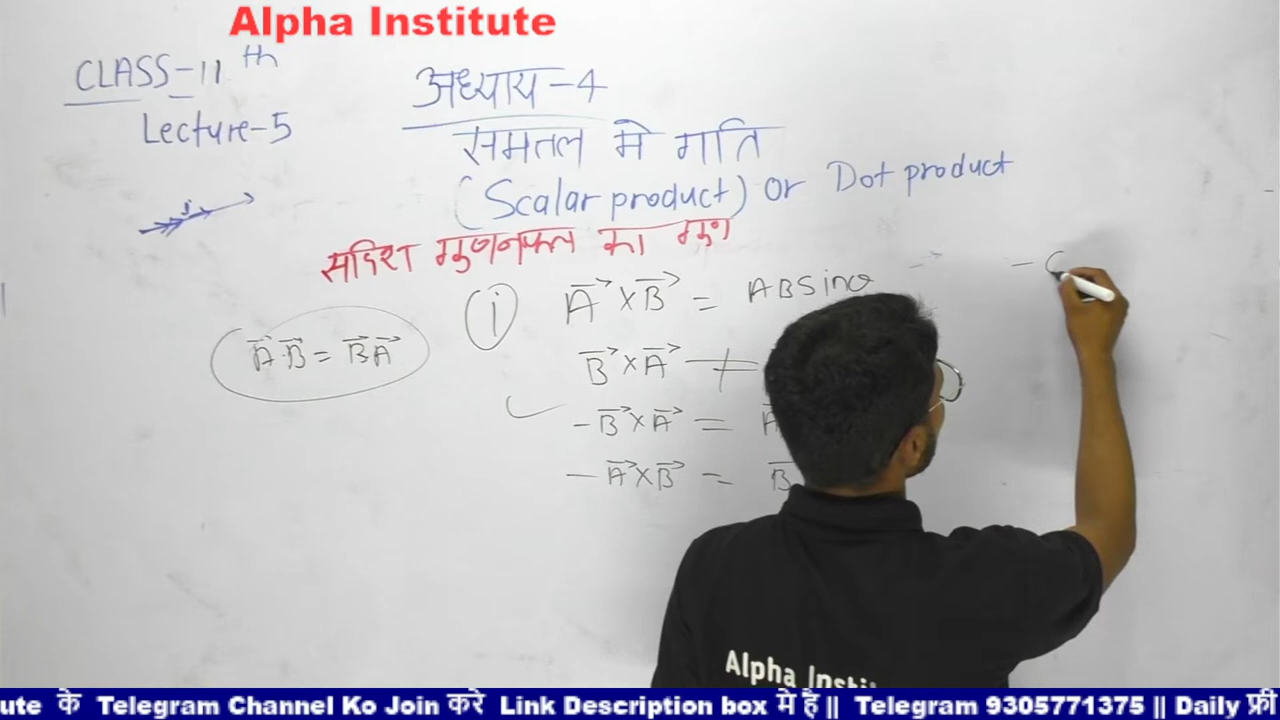 Alpha Institute
CLASS-11th
Lecture-5
अध्याय-4
समतल मे गति
(Scalar product) Or Dot product
सदिश गुणनफल का गुण
(i) A⃗ × B⃗ = ABSinθ
A⃗.B⃗ = B⃗A⃗
B⃗ × A⃗ ≠
-B⃗ × A⃗ = A
-A⃗ × B⃗ = B
Alpha Instit
ute के Telegram Channel Ko Join करे Link Description box मे है || Telegram 9305771375 || Daily फ्री